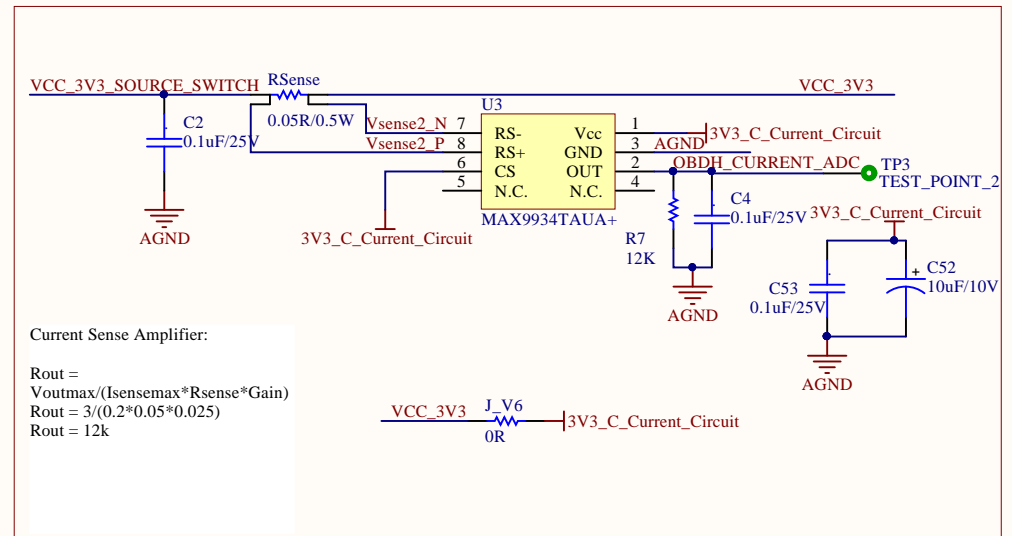 VCC_3V3_SOURCE_SWITCH
RSense
VCC_3V3
0.05R/0.5W
C2
0.1uF/25V
U3
Vsense2_N 7 RS- Vcc 1 3V3_C_Current_Circuit
Vsense2_P 8 RS+ GND 3 AGND
6 CS OUT 2 OBDH_CURRENT_ADC
5 N.C. N.C. 4
MAX9934TAUA+
TP3
TEST_POINT_2
AGND
3V3_C_Current_Circuit
R7
12K
C4
0.1uF/25V
AGND
3V3_C_Current_Circuit
C53
0.1uF/25V
+ C52
10uF/10V
AGND
Current Sense Amplifier:
Rout =
Voutmax/(Isensemax*Rsense*Gain)
Rout = 3/(0.2*0.05*0.025)
Rout = 12k
VCC_3V3 J_V6 3V3_C_Current_Circuit
0R